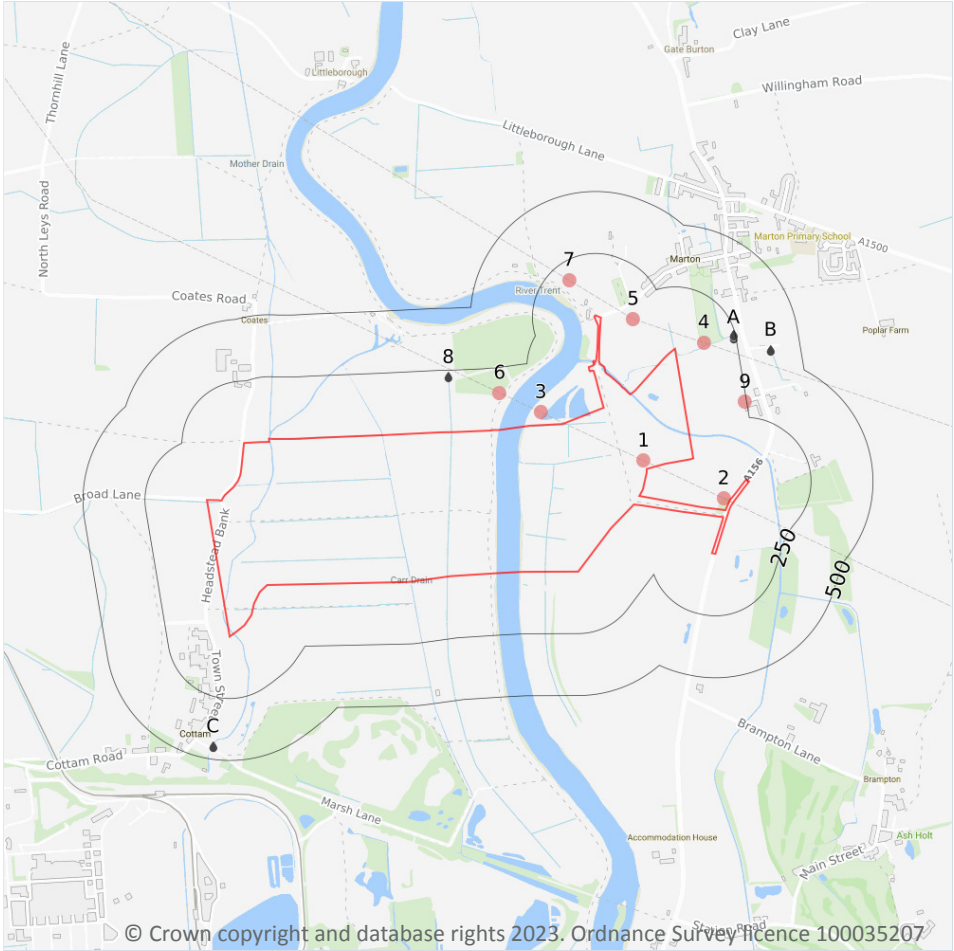 Clay Lane
Gate Burton
Thornhill Lane
Littleborough
Willingham Road
Littleborough Lane
Mother Drain
North Leys Road
Marton Primary School
A1500
Marton
7
River Trent
Coates Road
5
Coates
A
4
B
Poplar Farm
8
6
9
3
1
A156
2
Broad Lane
Headstead Bank
250
500
Carr Drain
Town Street
C
Cottam
Cottam Road
Brampton Lane
Brampton
Marsh Lane
Accommodation House
Ash Holt
Main Street
Station Road
© Crown copyright and database rights 2023. Ordnance Survey licence 100035207